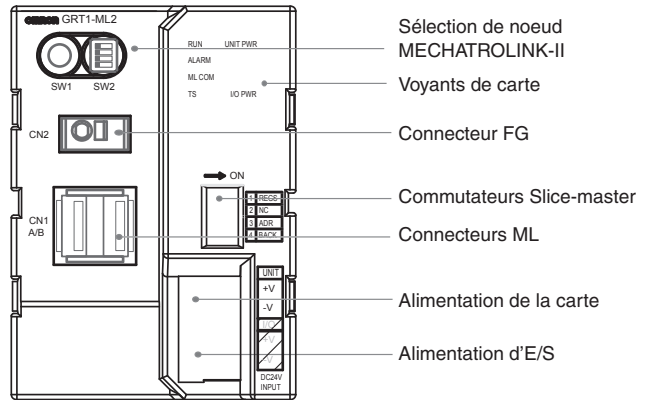 omron GRT1-ML2
SW1 SW2
RUN UNIT PWR
ALARM
ML COM
TS I/O PWR
CN2
ON
1 REGS
2 NC
3 ADR
4 BACK
CN1
A/B
UNIT
+V
-V
I/O
+V
-V
DC24V
INPUT
Sélection de noeud
MECHATROLINK-II
Voyants de carte
Connecteur FG
Commutateurs Slice-master
Connecteurs ML
Alimentation de la carte
Alimentation d'E/S